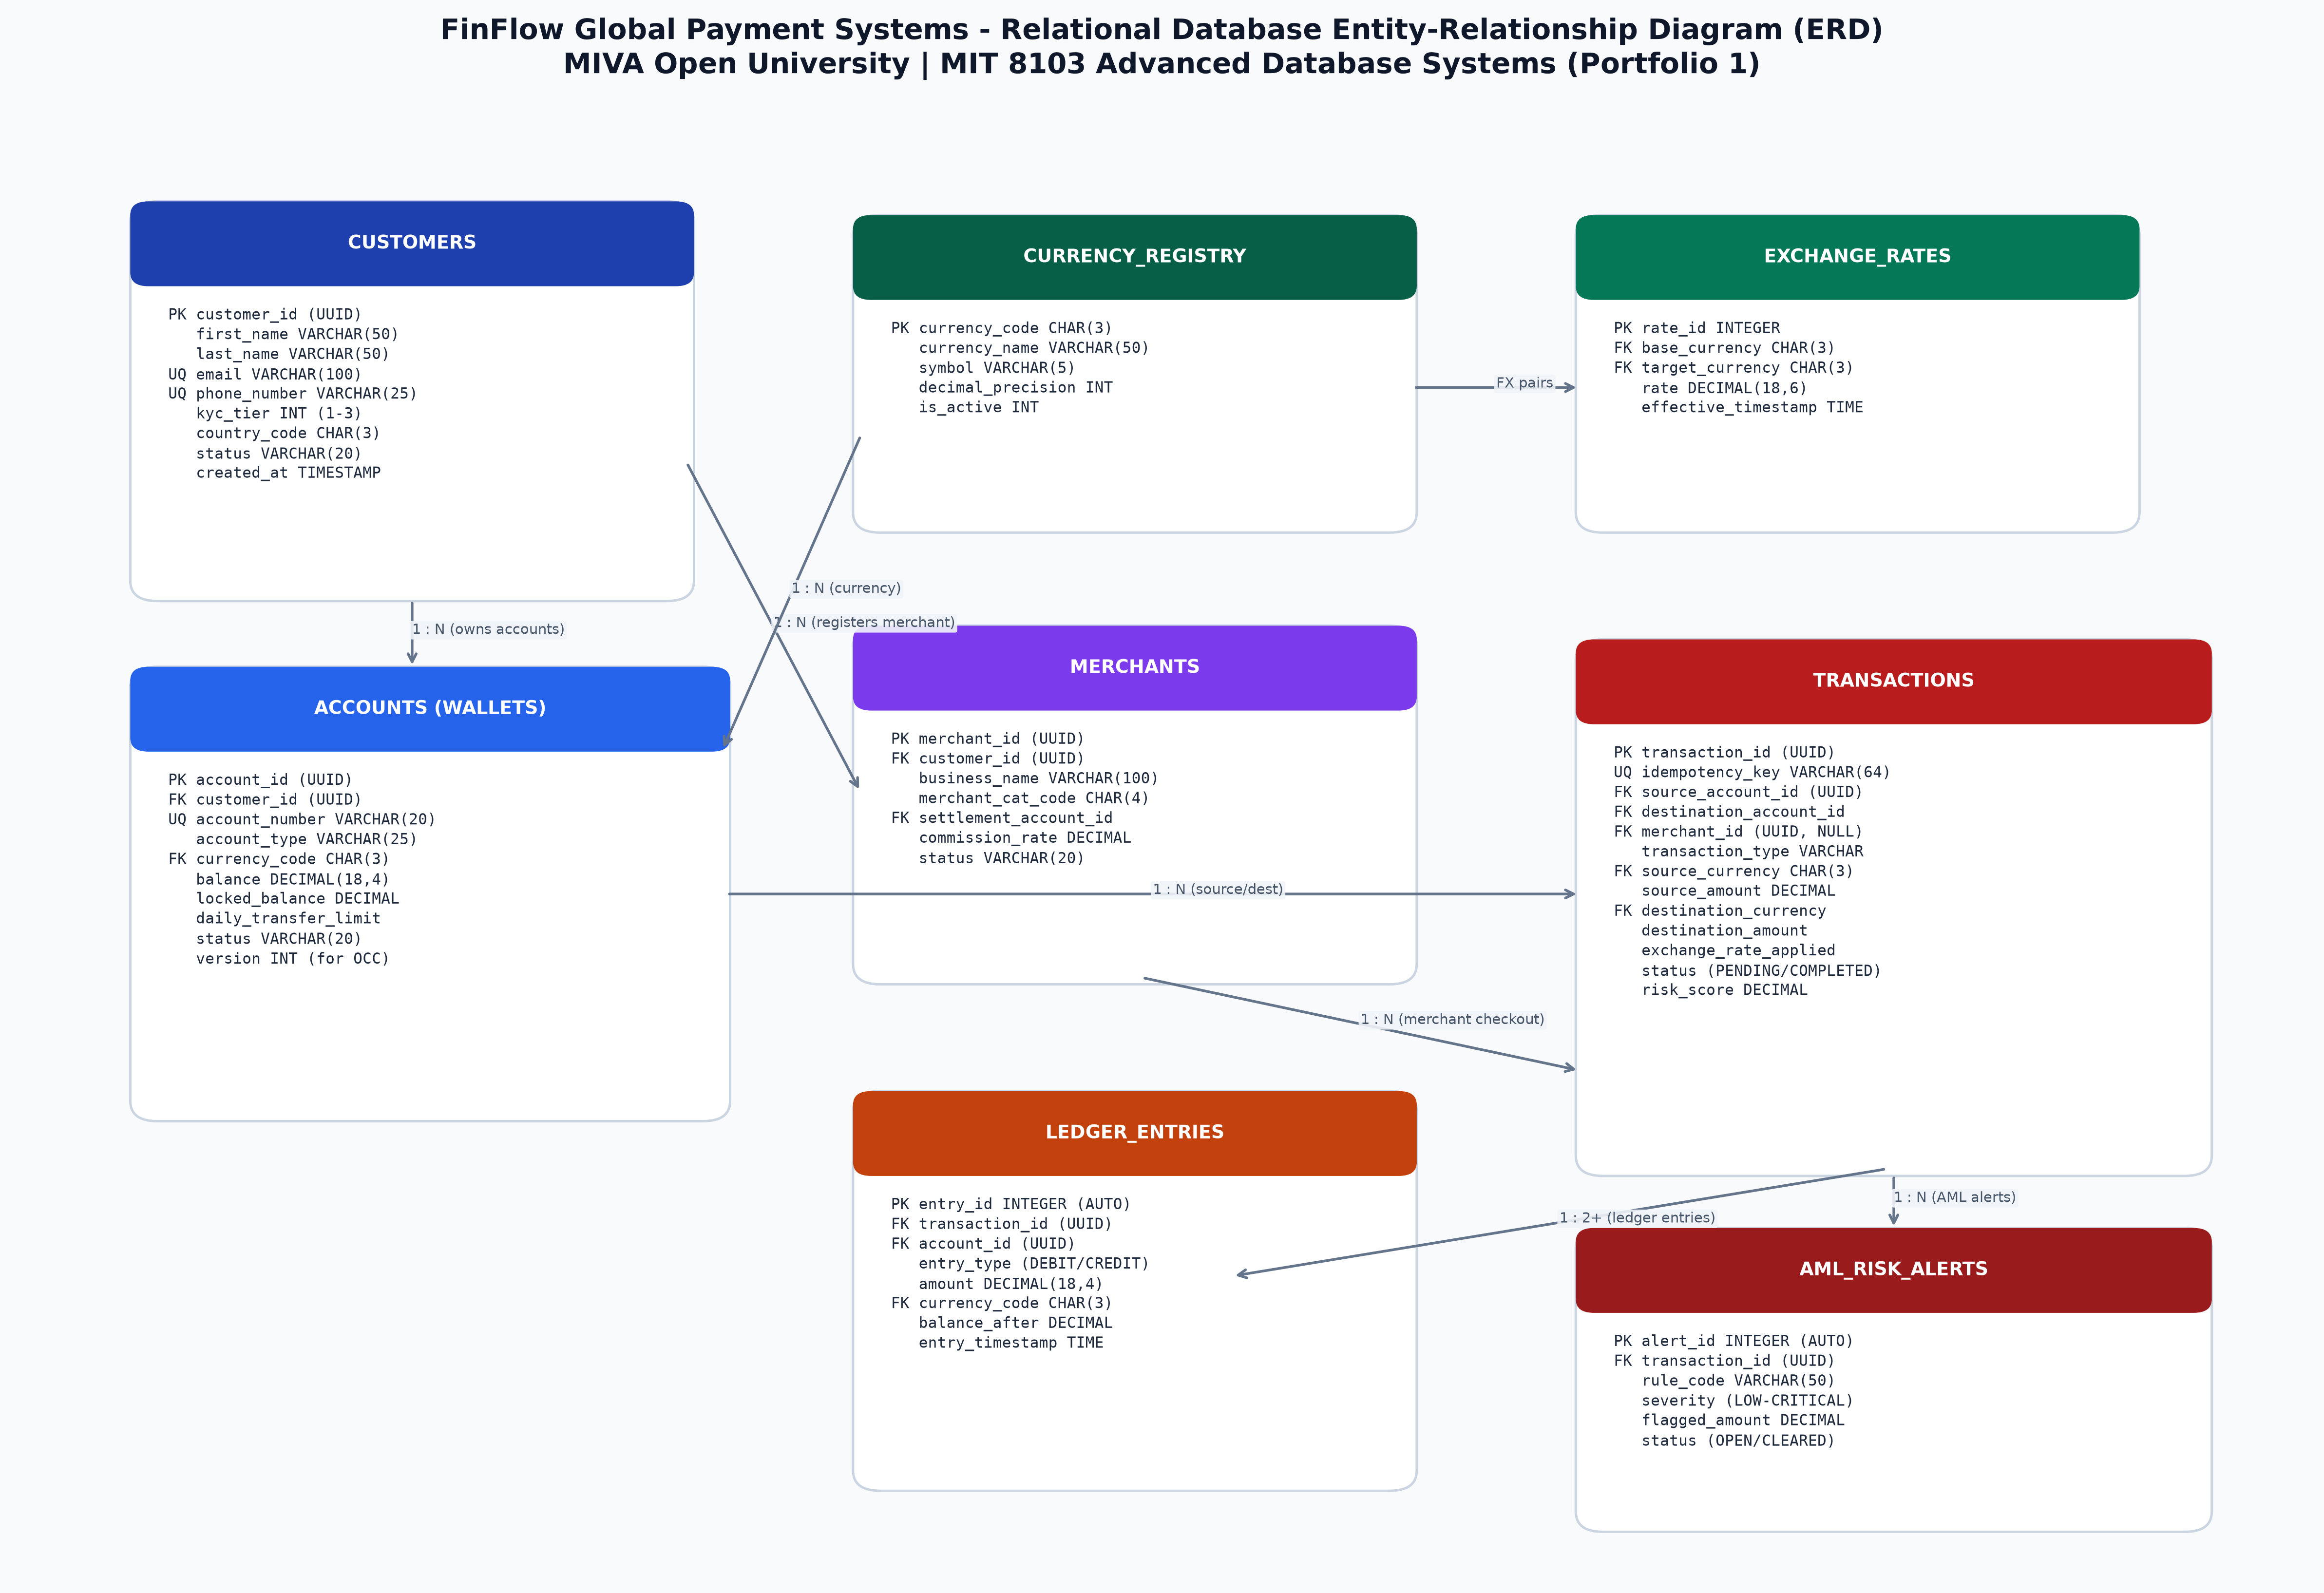 FinFlow Global Payment Systems - Relational Database Entity-Relationship Diagram (ERD)
MIVA Open University | MIT 8103 Advanced Database Systems (Portfolio 1)
CUSTOMERS
PK customer_id (UUID)
first_name VARCHAR(50)
last_name VARCHAR(50)
UQ email VARCHAR(100)
UQ phone_number VARCHAR(25)
kyc_tier INT (1-3)
country_code CHAR(3)
status VARCHAR(20)
created_at TIMESTAMP
CURRENCY_REGISTRY
PK currency_code CHAR(3)
currency_name VARCHAR(50)
symbol VARCHAR(5)
decimal_precision INT
is_active INT
FX pairs
EXCHANGE_RATES
PK rate_id INTEGER
FK base_currency CHAR(3)
FK target_currency CHAR(3)
rate DECIMAL(18,6)
effective_timestamp TIME
1 : N (currency)
1 : N (registers merchant)
1 : N (owns accounts)
ACCOUNTS (WALLETS)
PK account_id (UUID)
FK customer_id (UUID)
UQ account_number VARCHAR(20)
account_type VARCHAR(25)
FK currency_code CHAR(3)
balance DECIMAL(18,4)
locked_balance DECIMAL
daily_transfer_limit
status VARCHAR(20)
version INT (for OCC)
MERCHANTS
PK merchant_id (UUID)
FK customer_id (UUID)
business_name VARCHAR(100)
merchant_cat_code CHAR(4)
FK settlement_account_id
commission_rate DECIMAL
status VARCHAR(20)
1 : N (source/dest)
TRANSACTIONS
PK transaction_id (UUID)
UQ idempotency_key VARCHAR(64)
FK source_account_id (UUID)
FK destination_account_id
FK merchant_id (UUID, NULL)
transaction_type VARCHAR
FK source_currency CHAR(3)
source_amount DECIMAL
FK destination_currency
destination_amount
exchange_rate_applied
status (PENDING/COMPLETED)
risk_score DECIMAL
1 : N (merchant checkout)
LEDGER_ENTRIES
PK entry_id INTEGER (AUTO)
FK transaction_id (UUID)
FK account_id (UUID)
entry_type (DEBIT/CREDIT)
amount DECIMAL(18,4)
FK currency_code CHAR(3)
balance_after DECIMAL
entry_timestamp TIME
1 : 2+ (ledger entries)
1 : N (AML alerts)
AML_RISK_ALERTS
PK alert_id INTEGER (AUTO)
FK transaction_id (UUID)
rule_code VARCHAR(50)
severity (LOW-CRITICAL)
flagged_amount DECIMAL
status (OPEN/CLEARED)